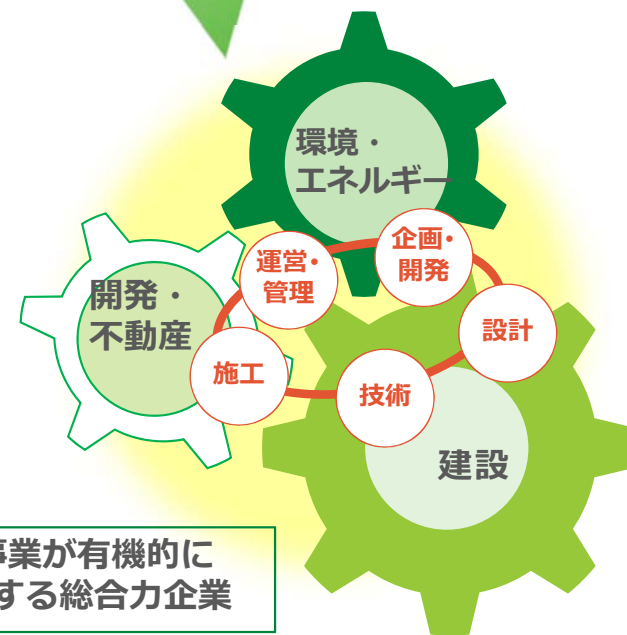 環境・
エネルギー
企画・
開発
運営・
管理
開発・
不動産
設計
施工
技術
建設
業が有機的に
する総合力企業